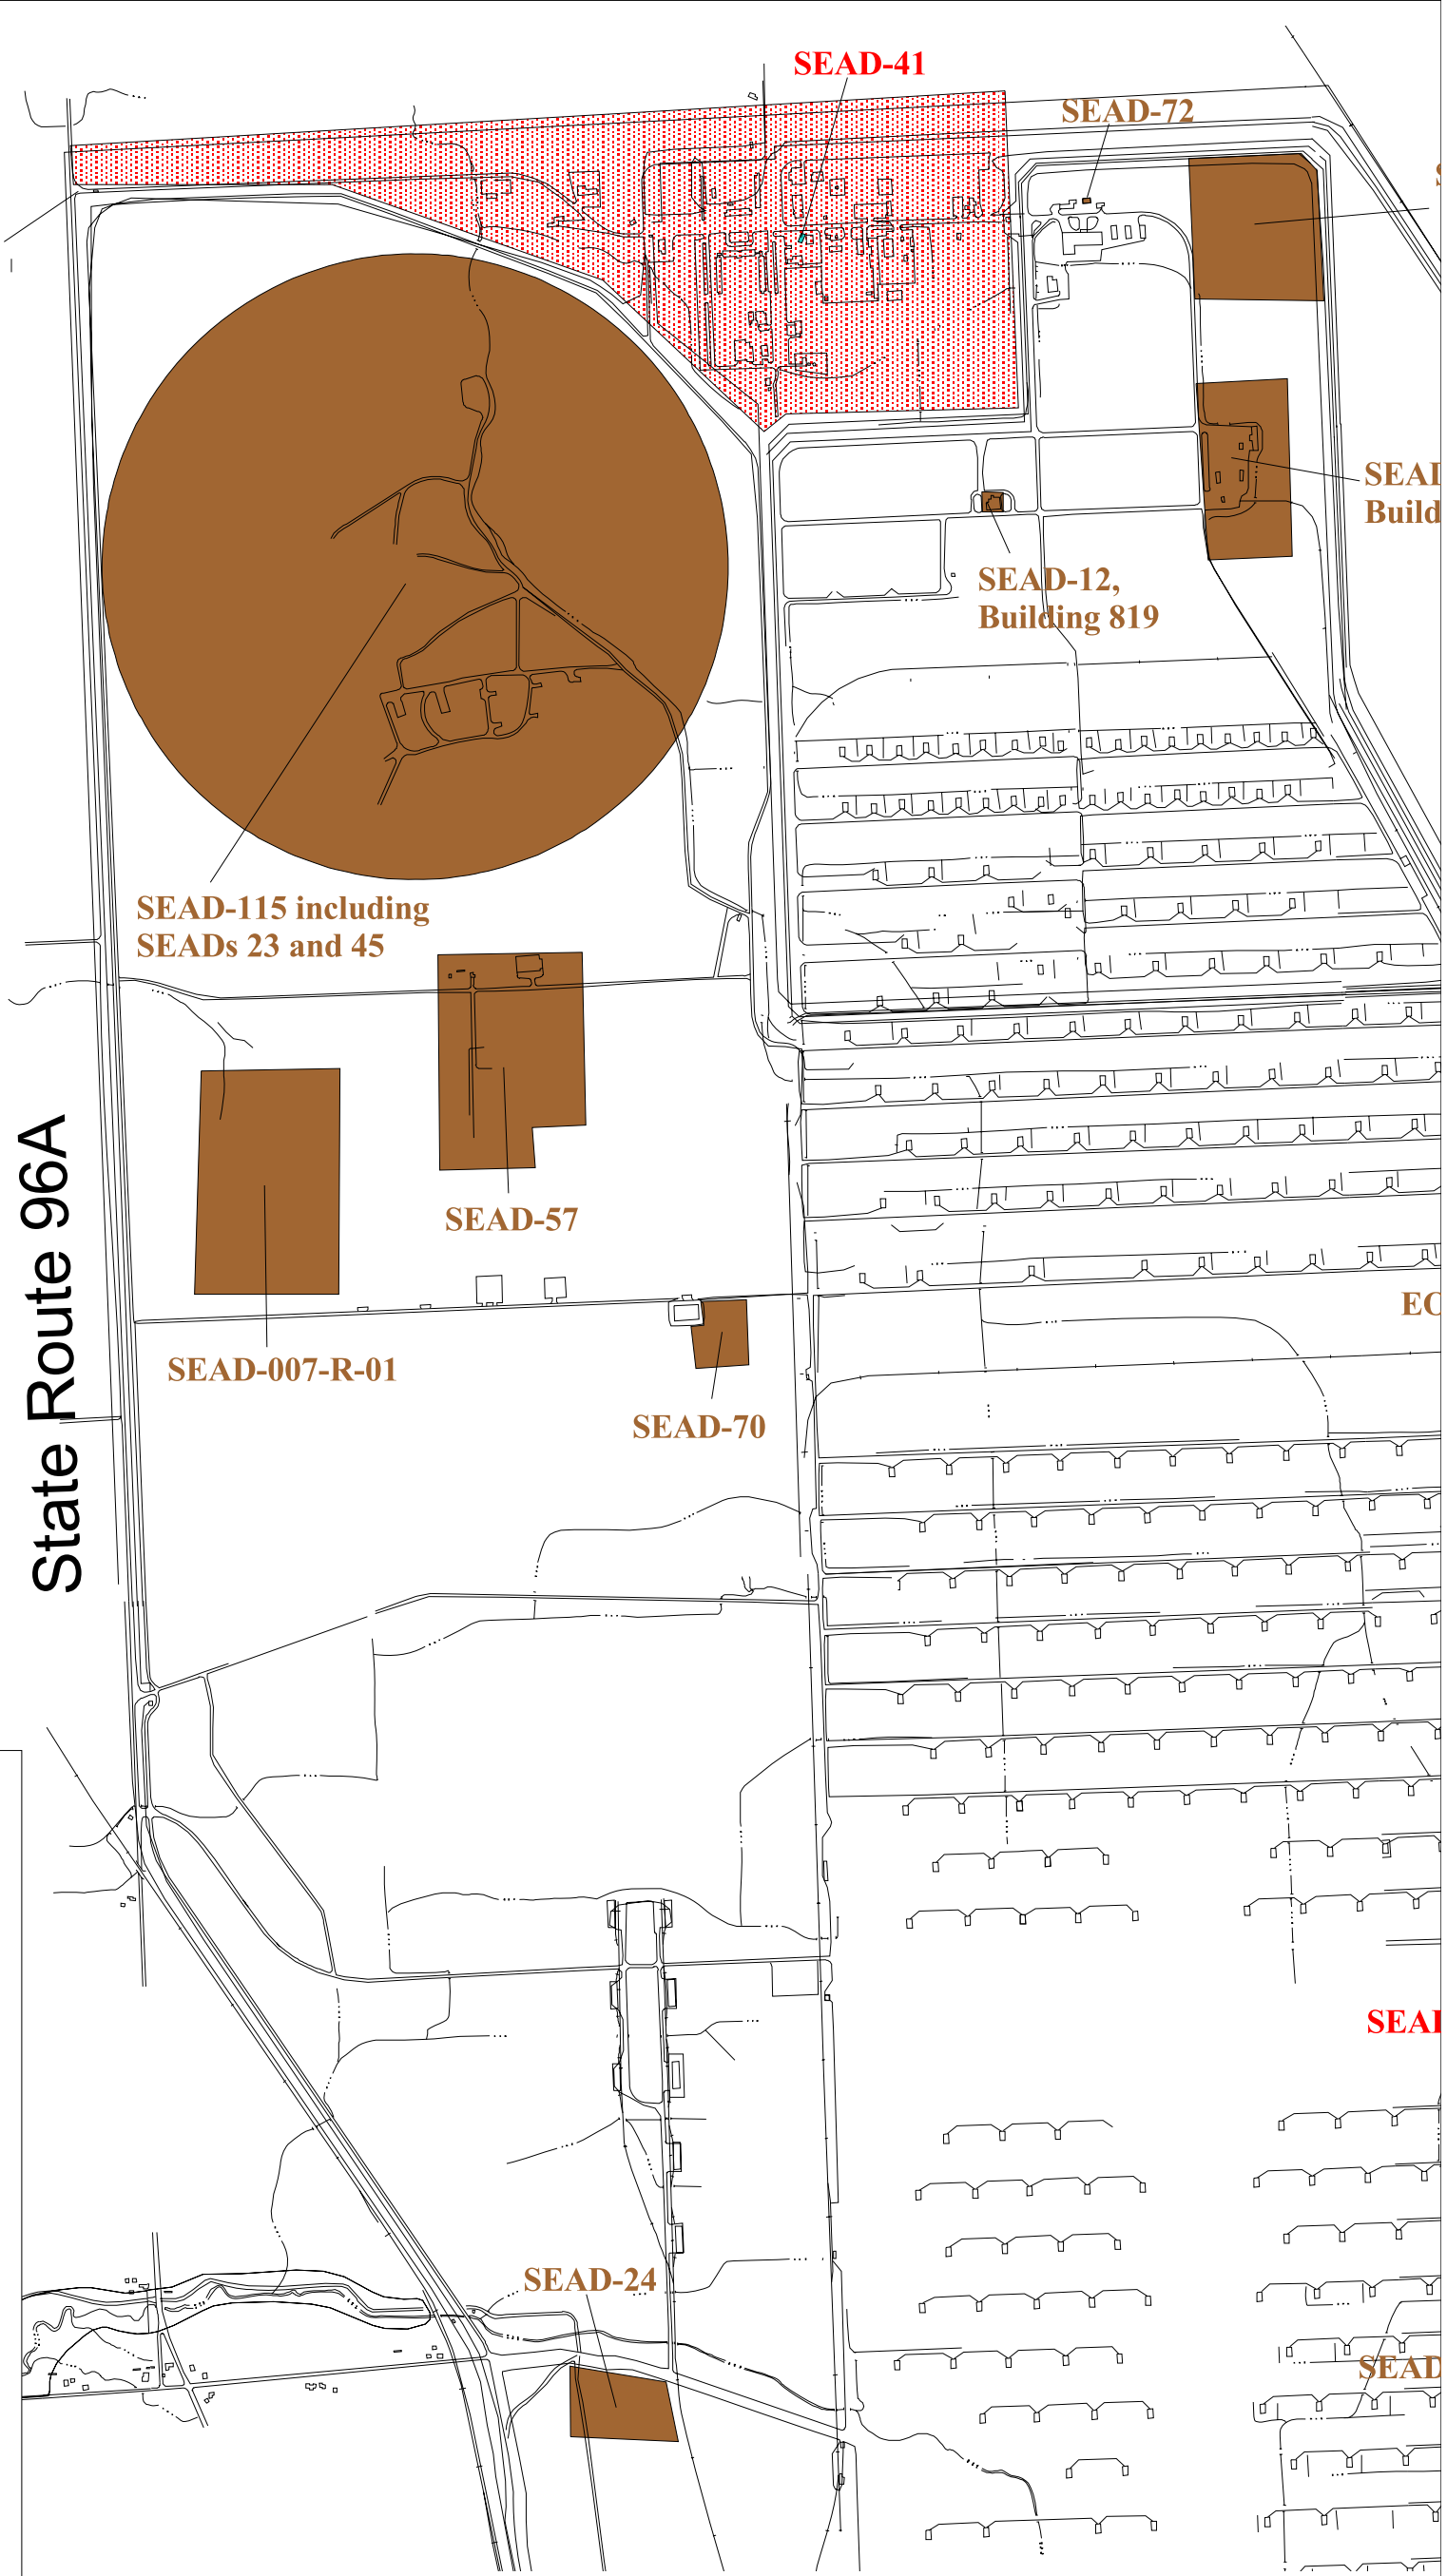 SEAD-41
SEAD-72
SEAD-12,
Building 819
SEAD-115 including
SEADs 23 and 45
State Route 96A
SEAD-57
SEAD-007-R-01
SEAD-70
SEAD-24